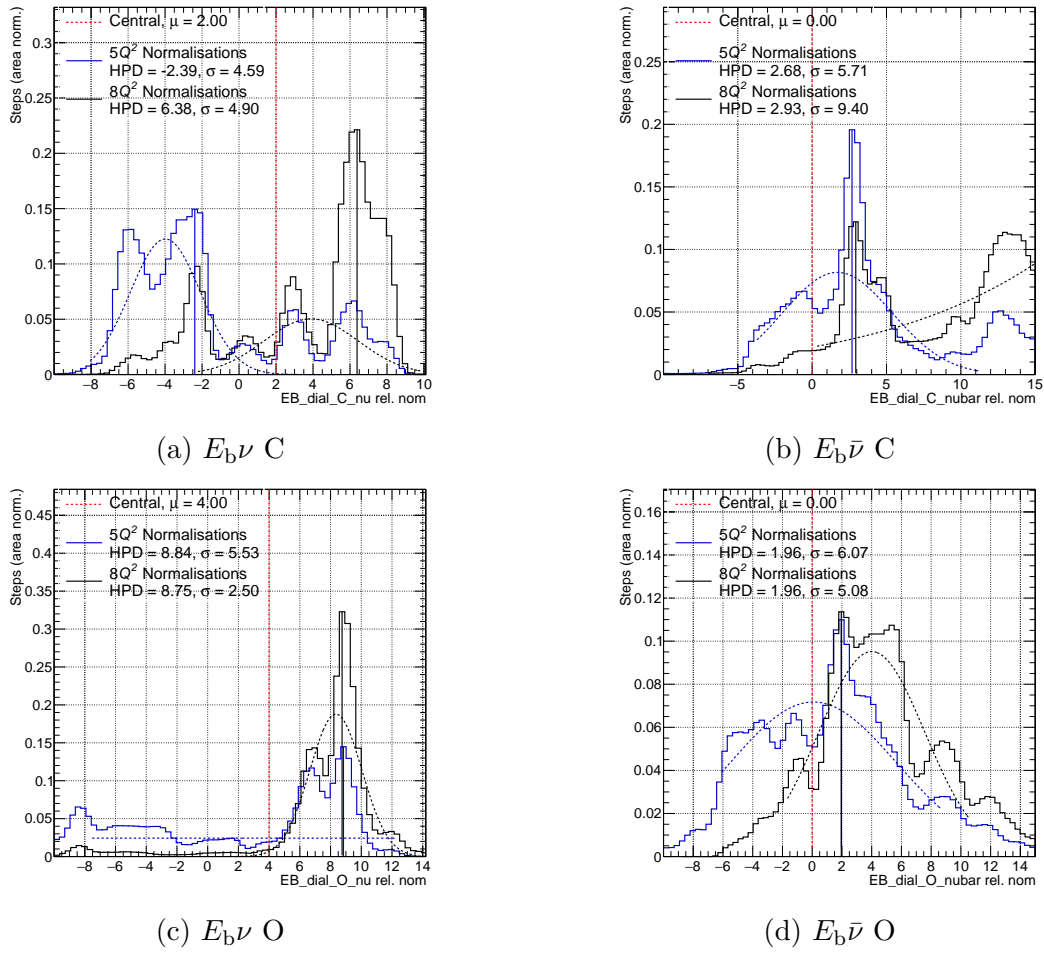 Steps (area norm.)
0.3
0.25
0.2
0.15
0.1
0.05
0
Central, μ = 2.00
5Q² Normalisations
HPD = -2.39, σ = 4.59
8Q² Normalisations
HPD = 6.38, σ = 4.90
−8 −6 −4 −2 0 2 4 6 8 10
EB_dial_C_nu rel. nom
(a) E_bν C
Steps (area norm.)
0.3
0.25
0.2
0.15
0.1
0.05
0
Central, μ = 0.00
5Q² Normalisations
HPD = 2.68, σ = 5.71
8Q² Normalisations
HPD = 2.93, σ = 9.40
−5 0 5 10 15
EB_dial_C_nubar rel. nom
(b) E_bν̄ C
Steps (area norm.)
0.45
0.4
0.35
0.3
0.25
0.2
0.15
0.1
0.05
0
Central, μ = 4.00
5Q² Normalisations
HPD = 8.84, σ = 5.53
8Q² Normalisations
HPD = 8.75, σ = 2.50
−8 −6 −4 −2 0 2 4 6 8 10 12 14
EB_dial_O_nu rel. nom
(c) E_bν O
Steps (area norm.)
0.16
0.14
0.12
0.1
0.08
0.06
0.04
0.02
0
Central, μ = 0.00
5Q² Normalisations
HPD = 1.96, σ = 6.07
8Q² Normalisations
HPD = 1.96, σ = 5.08
−8 −6 −4 −2 0 2 4 6 8 10 12 14
EB_dial_O_nubar rel. nom
(d) E_bν̄ O